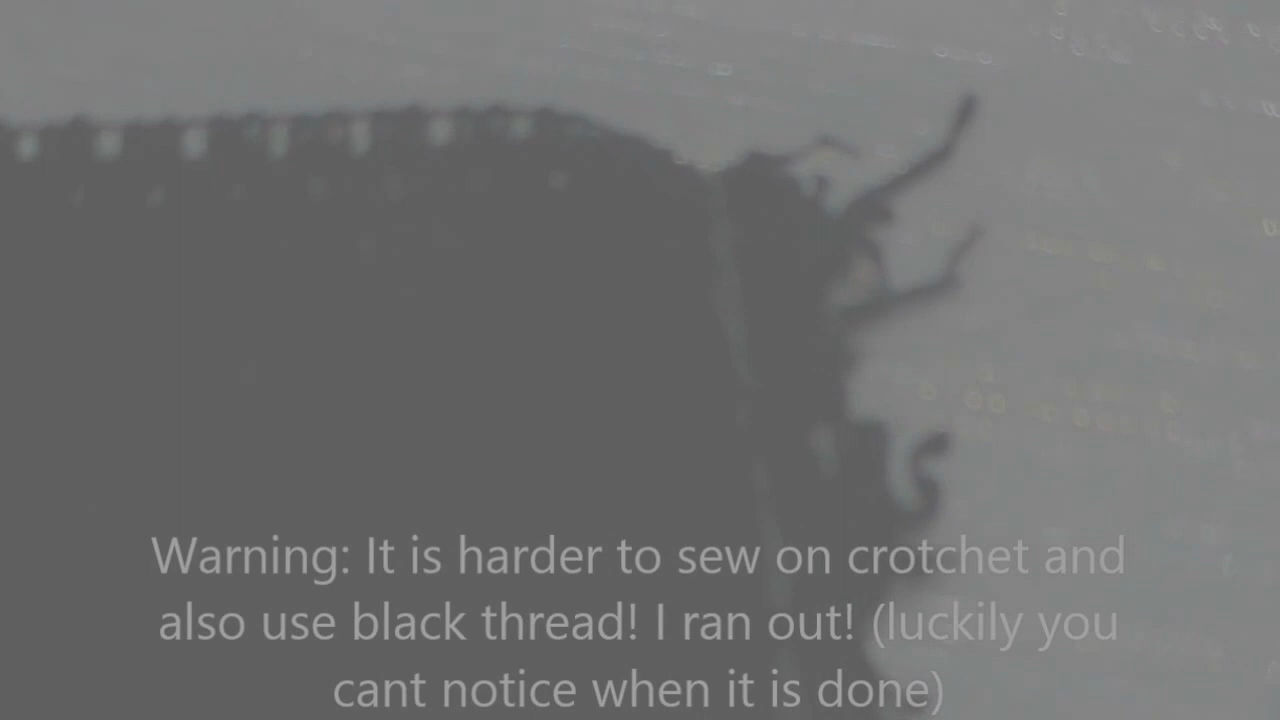 Warning: It is harder to sew on crotchet and
also use black thread! I ran out! (luckily you
cant notice when it is done)